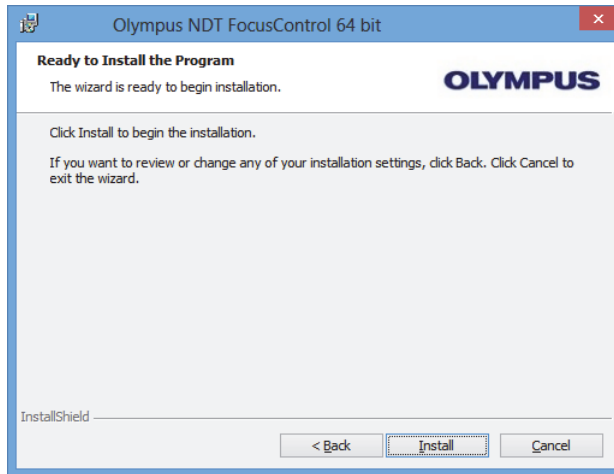 Olympus NDT FocusControl 64 bit
Ready to Install the Program
The wizard is ready to begin installation.
OLYMPUS
Click Install to begin the installation.
If you want to review or change any of your installation settings, click Back. Click Cancel to
exit the wizard.
InstallShield
< Back
Install
Cancel